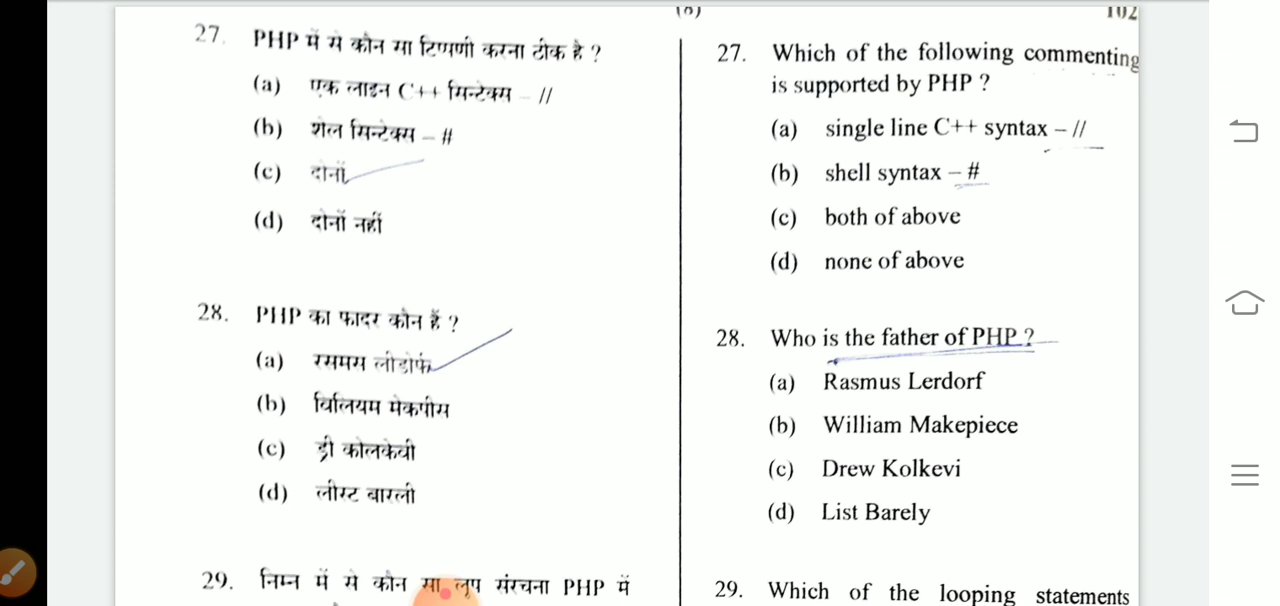 102
27. PHP में से कौन सा टिप्पणी करना ठीक है ?
(a) एक लाइन C++ सिन्टेक्स – //
(b) शेल सिन्टेक्स – #
(c) दोनों
(d) दोनों नहीं
28. PHP का फादर कौन हैं ?
(a) रसमस लीडोर्फ
(b) विलियम मेकपीस
(c) ड्री कोलकेवी
(d) लीस्ट बारली
29. निम्न में से कौन सा लूप संरचना PHP में
27. Which of the following commenting
is supported by PHP ?
(a) single line C++ syntax – //
(b) shell syntax – #
(c) both of above
(d) none of above
28. Who is the father of PHP ?
(a) Rasmus Lerdorf
(b) William Makepiece
(c) Drew Kolkevi
(d) List Barely
29. Which of the looping statements